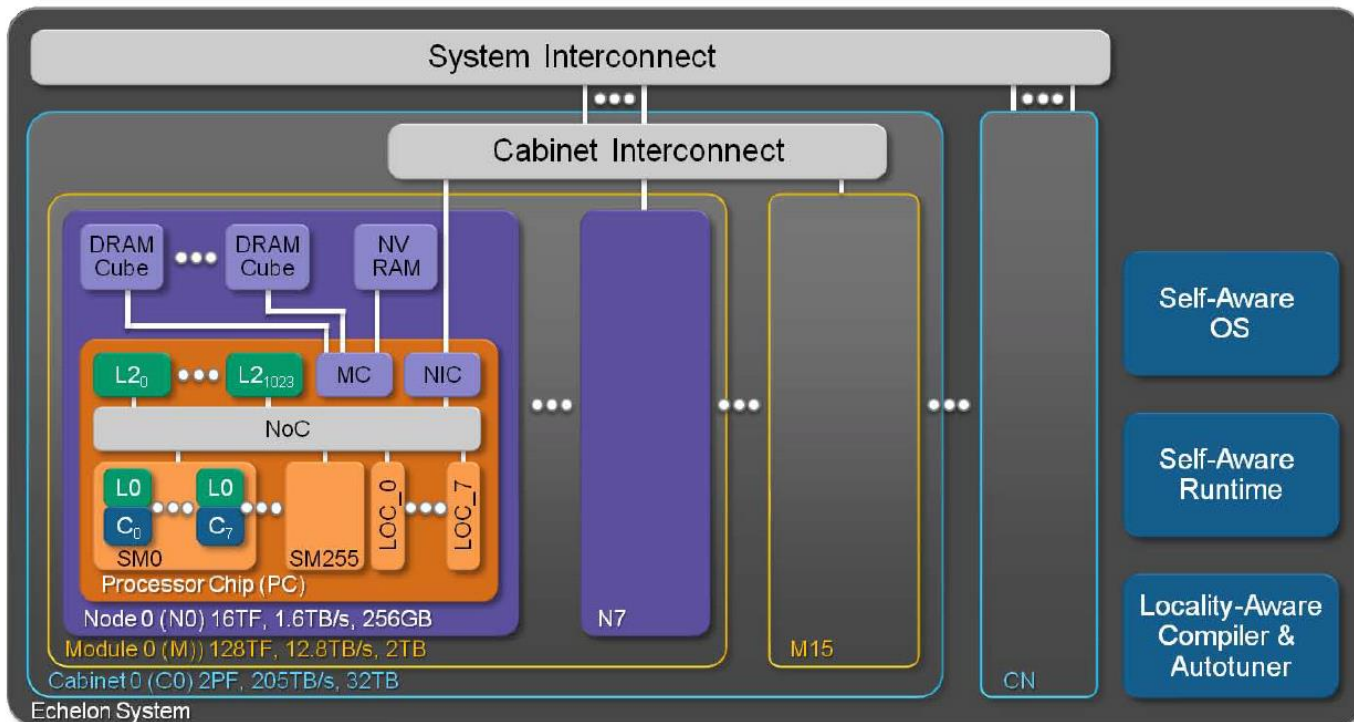 System Interconnect
Cabinet Interconnect
DRAM
Cube
DRAM
Cube
NV
RAM
L2₀
L2₁₀₂₃
MC
NIC
NoC
L0
C₀
L0
C₇
SM0
SM255
LOC_0
LOC_7
Processor Chip (PC)
Node 0 (N0) 16TF, 1.6TB/s, 256GB
N7
Module 0 (M)) 128TF, 12.8TB/s, 2TB
M15
Cabinet 0 (C0) 2PF, 205TB/s, 32TB
CN
Echelon System
Self-Aware
OS
Self-Aware
Runtime
Locality-Aware
Compiler &
Autotuner